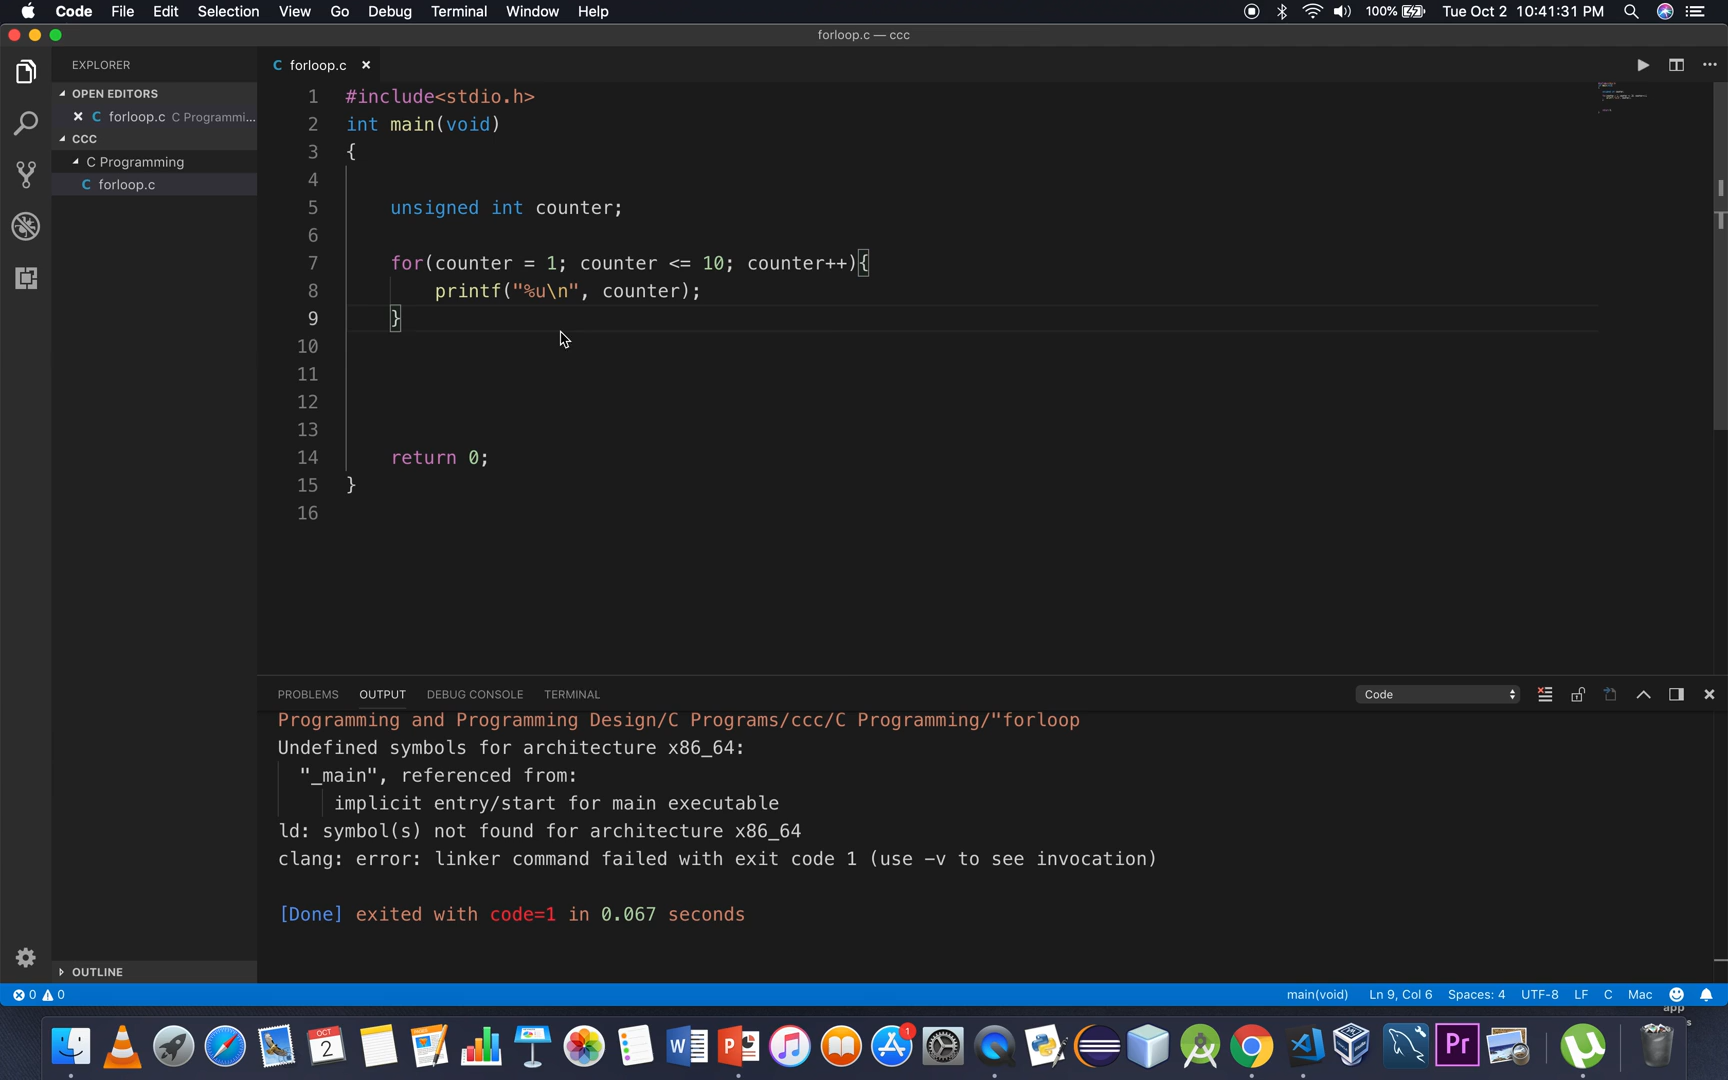 Code File Edit Selection View Go Debug Terminal Window Help 100% Tue Oct 2 10:41:31 PM
forloop.c — ccc
EXPLORER
OPEN EDITORS
forloop.c C Programmi...
CCC
C Programming
C forloop.c
C forloop.c
1 #include<stdio.h>
2 int main(void)
3 {
4
5 unsigned int counter;
6
7 for(counter = 1; counter <= 10; counter++){
8 printf("%u\n", counter);
9 }
10
11
12
13
14 return 0;
15 }
16
PROBLEMS OUTPUT DEBUG CONSOLE TERMINAL Code
Programming and Programming Design/C Programs/ccc/C Programming/"forloop
Undefined symbols for architecture x86_64:
"_main", referenced from:
implicit entry/start for main executable
ld: symbol(s) not found for architecture x86_64
clang: error: linker command failed with exit code 1 (use -v to see invocation)
[Done] exited with code=1 in 0.067 seconds
OUTLINE
0 0 main(void) Ln 9, Col 6 Spaces: 4 UTF-8 LF C Mac
app
OCT
2
W
P
1
Pr